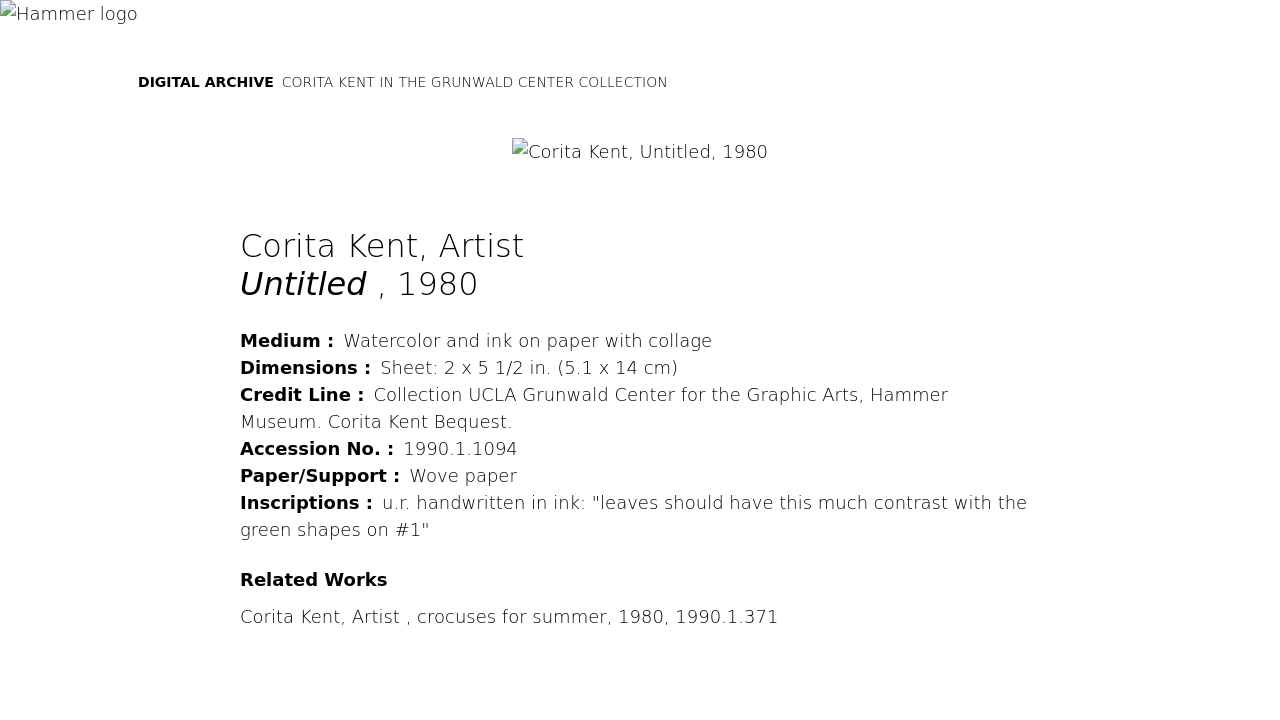 Hammer logo
DIGITAL ARCHIVE CORITA KENT IN THE GRUNWALD CENTER COLLECTION
Corita Kent, Untitled, 1980
Corita Kent, Artist
Untitled , 1980
Medium : Watercolor and ink on paper with collage
Dimensions : Sheet: 2 x 5 1/2 in. (5.1 x 14 cm)
Credit Line : Collection UCLA Grunwald Center for the Graphic Arts, Hammer
Museum. Corita Kent Bequest.
Accession No. : 1990.1.1094
Paper/Support : Wove paper
Inscriptions : u.r. handwritten in ink: "leaves should have this much contrast with the
green shapes on #1"
Related Works
Corita Kent, Artist , crocuses for summer, 1980, 1990.1.371